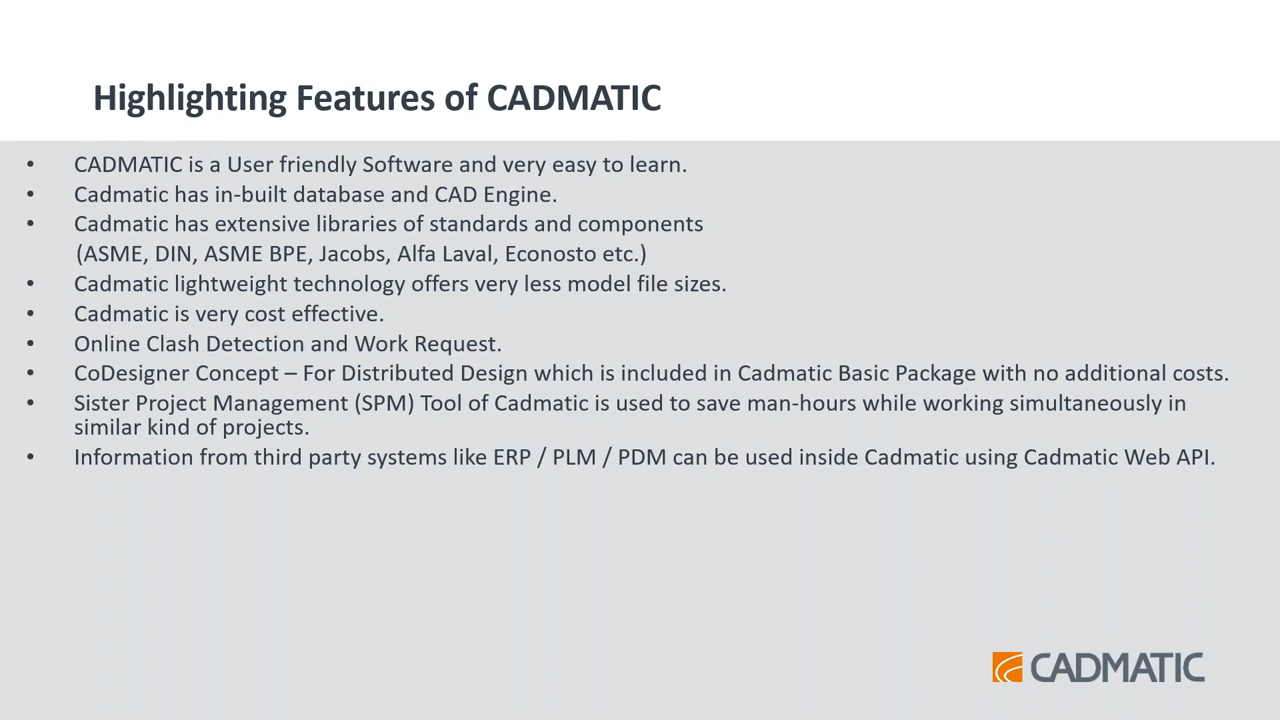 Highlighting Features of CADMATIC
• CADMATIC is a User friendly Software and very easy to learn.
• Cadmatic has in-built database and CAD Engine.
• Cadmatic has extensive libraries of standards and components
(ASME, DIN, ASME BPE, Jacobs, Alfa Laval, Econosto etc.)
• Cadmatic lightweight technology offers very less model file sizes.
• Cadmatic is very cost effective.
• Online Clash Detection and Work Request.
• CoDesigner Concept – For Distributed Design which is included in Cadmatic Basic Package with no additional costs.
• Sister Project Management (SPM) Tool of Cadmatic is used to save man-hours while working simultaneously in
similar kind of projects.
• Information from third party systems like ERP / PLM / PDM can be used inside Cadmatic using Cadmatic Web API.
CADMATIC